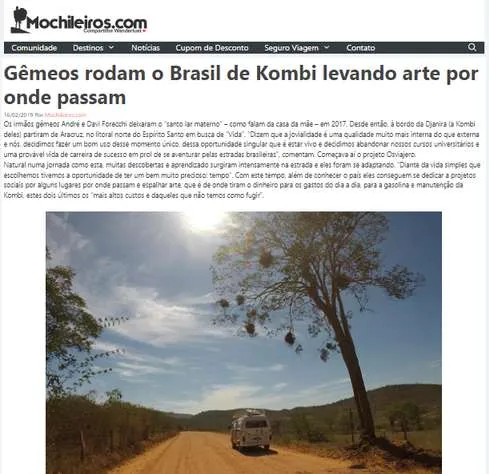 Mochileiros.com
Compartilhar Wanderlust
Comunidade Destinos Notícias Cupom de Desconto Seguro Viagem Contato
Gêmeos rodam o Brasil de Kombi levando arte por
onde passam
16/02/2019 Por Mochileiros.com
Os irmãos gêmeos André e Davi Forecchi deixaram o "santo lar materno" – como falam da casa da mãe – em 2017. Desde então, à bordo da Djanira (a Kombi
deles) partiram de Aracruz, no litoral norte do Espírito Santo em busca de "Vida". "Dizem que a jovialidade é uma qualidade muito mais interna do que externa
e nós, decidimos fazer um bom uso desse momento único, dessa oportunidade singular que é estar vivo e decidimos abandonar nossos cursos universitários e
uma provável vida de carreira de sucesso em prol de se aventurar pelas estradas brasileiras", comentam. Começava aí o projeto Osviajero.
Natural numa jornada como esta, muitas descobertas e aprendizado surgiram intensamente na estrada e eles foram se adaptando. "Diante da vida simples que
escolhemos tivemos a oportunidade de ter um bem muito precioso: tempo". Com este tempo, além de conhecer o país eles conseguem se dedicar a projetos
sociais por alguns lugares por onde passam e espalhar arte, que é de onde tiram o dinheiro para os gastos do dia a dia, para a gasolina e manutenção da
Kombi, estes dois últimos os "mais altos custos e daqueles que não temos como fugir".